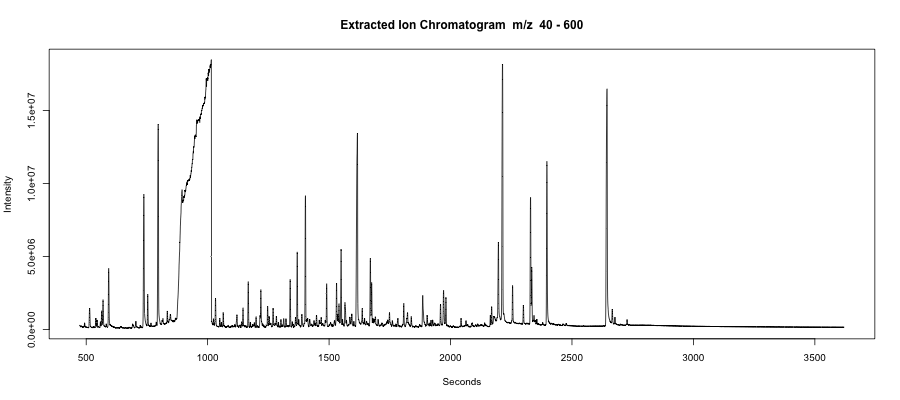 Extracted Ion Chromatogram m/z 40 - 600
Intensity
0.0e+00 5.0e+06 1.0e+07 1.5e+07
500 1000 1500 2000 2500 3000 3500
Seconds